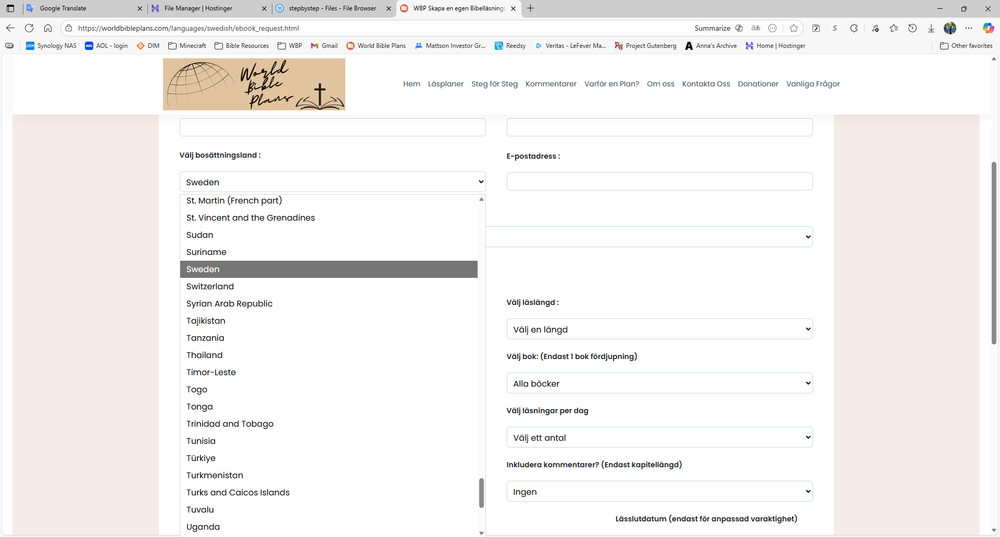 Google Translate
File Manager | Hostinger
stepbystep - Files - File Browser
WBP Skapa en egen Bibelläsnings
https://worldbibleplans.com/languages/swedish/ebook_request.html
Summarize
Synology NAS
AOL - login
DIM
Minecraft
Bible Resources
WBP
Gmail
World Bible Plans
Mattson Investor Gr...
Reedsy
Veritas - LeFever Ma...
Project Gutenberg
Anna's Archive
Home | Hostinger
Other favorites
World
Bible
Plans
Hem
Läsplaner
Steg för Steg
Kommentarer
Varför en Plan?
Om oss
Kontakta Oss
Donationer
Vanliga Frågor
Välj bosättningsland :
E-postadress :
Sweden
St. Martin (French part)
St. Vincent and the Grenadines
Sudan
Suriname
Sweden
Switzerland
Syrian Arab Republic
Tajikistan
Tanzania
Thailand
Timor-Leste
Togo
Tonga
Trinidad and Tobago
Tunisia
Türkiye
Turkmenistan
Turks and Caicos Islands
Tuvalu
Uganda
Välj läslängd :
Välj en längd
Välj bok: (Endast 1 bok fördjupning)
Alla böcker
Välj läsningar per dag
Välj ett antal
Inkludera kommentarer? (Endast kapitellängd)
Ingen
Lässlutdatum (endast för anpassad varaktighet)